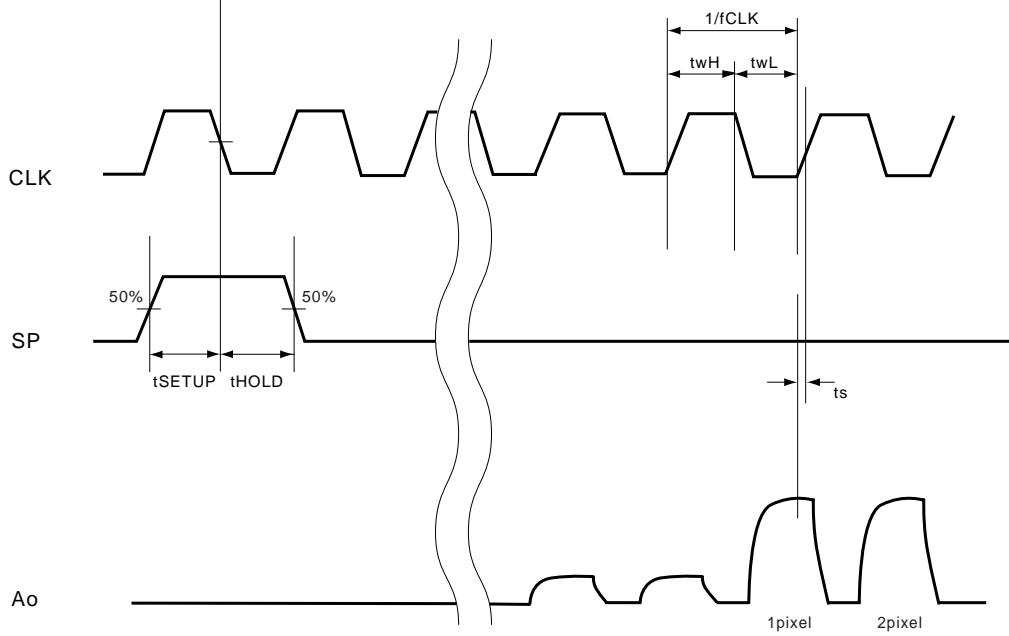 1/fCLK
twH twL
CLK
50% 50%
SP
tSETUP tHOLD
ts
Ao
1pixel 2pixel